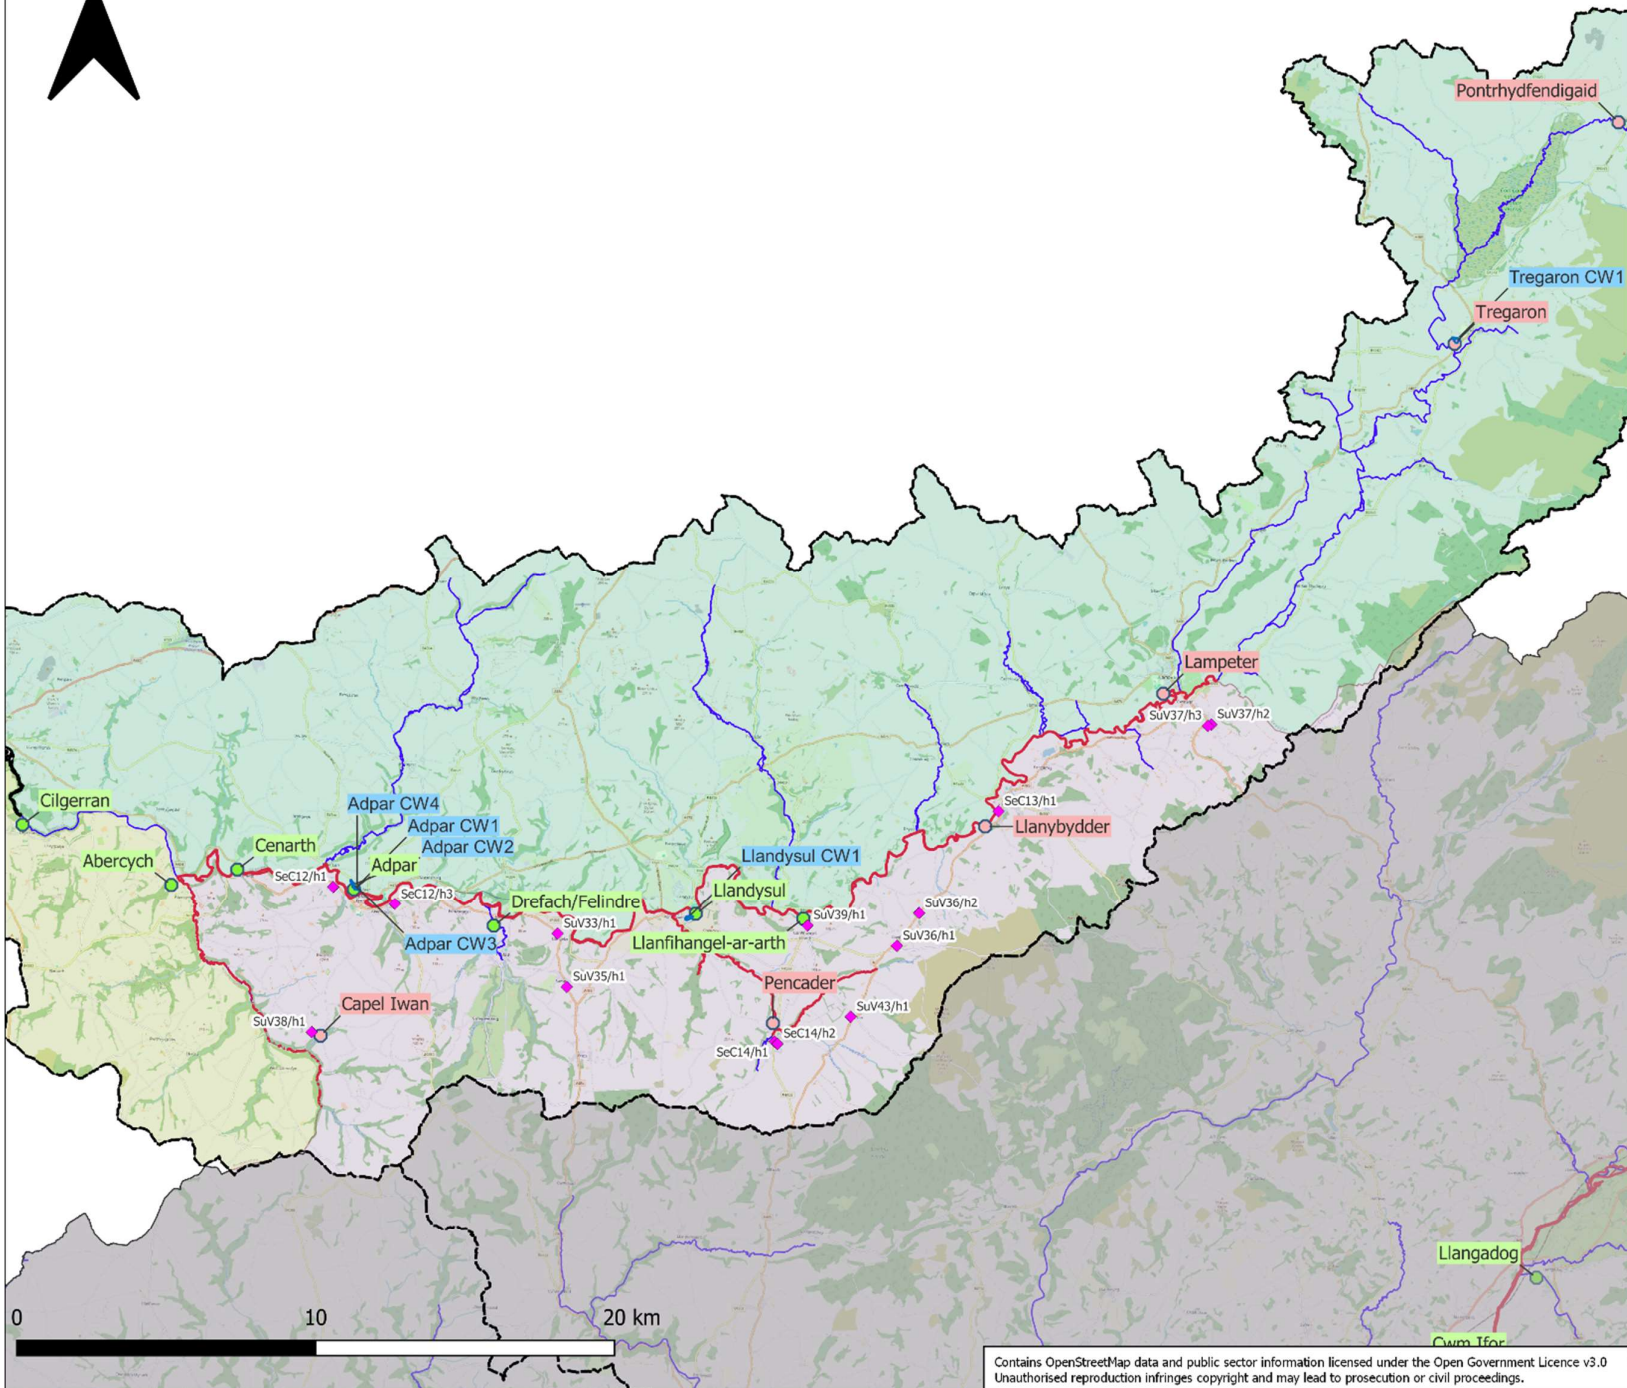 Pontrhydfendigaid
Tregaron CW1
Tregaron
Lampeter
SuV37/h3
SuV37/h2
Cilgerran
Adpar CW4
SeC13/h1
Adpar CW1
Llanybydder
Adpar CW2
Cenarth
Abercych
Adpar
Llandysul CW1
SeC12/h1
SeC12/h3
Llandysul
Drefach/Felindre
SuV36/h2
SuV39/h1
SuV33/h1
Adpar CW3
Llanfihangel-ar-arth
SuV36/h1
SuV35/h1
Pencader
Capel Iwan
SuV43/h1
SuV38/h1
SeC14/h2
SeC14/h1
Llangadog
0 10 20 km
Cwm Ifor
Contains OpenStreetMap data and public sector information licensed under the Open Government Licence v3.0
Unauthorised reproduction infringes copyright and may lead to prosecution or civil proceedings.